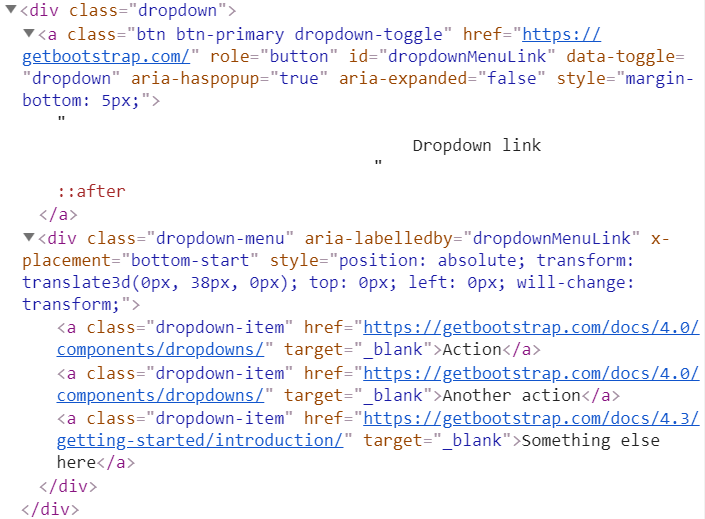 <div class="dropdown">
<a class="btn btn-primary dropdown-toggle" href="https://
getbootstrap.com/" role="button" id="dropdownMenuLink" data-toggle=
"dropdown" aria-haspopup="true" aria-expanded="false" style="margin-
bottom: 5px;">
"
Dropdown link
"
::after
</a>
<div class="dropdown-menu" aria-labelledby="dropdownMenuLink" x-
placement="bottom-start" style="position: absolute; transform:
translate3d(0px, 38px, 0px); top: 0px; left: 0px; will-change:
transform;">
<a class="dropdown-item" href="https://getbootstrap.com/docs/4.0/
components/dropdowns/" target="_blank">Action</a>
<a class="dropdown-item" href="https://getbootstrap.com/docs/4.0/
components/dropdowns/" target="_blank">Another action</a>
<a class="dropdown-item" href="https://getbootstrap.com/docs/4.3/
getting-started/introduction/" target="_blank">Something else
here</a>
</div>
</div>